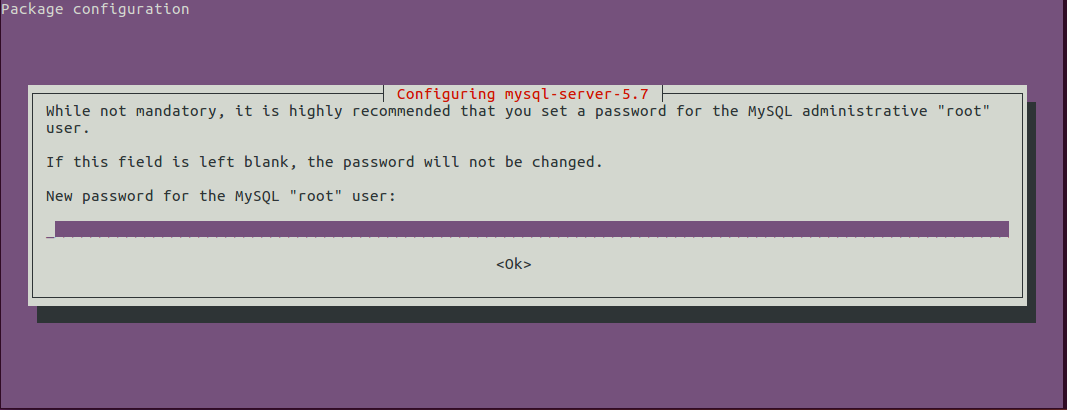 Package configuration
Configuring mysql-server-5.7
While not mandatory, it is highly recommended that you set a password for the MySQL administrative "root"
user.
If this field is left blank, the password will not be changed.
New password for the MySQL "root" user:
<Ok>